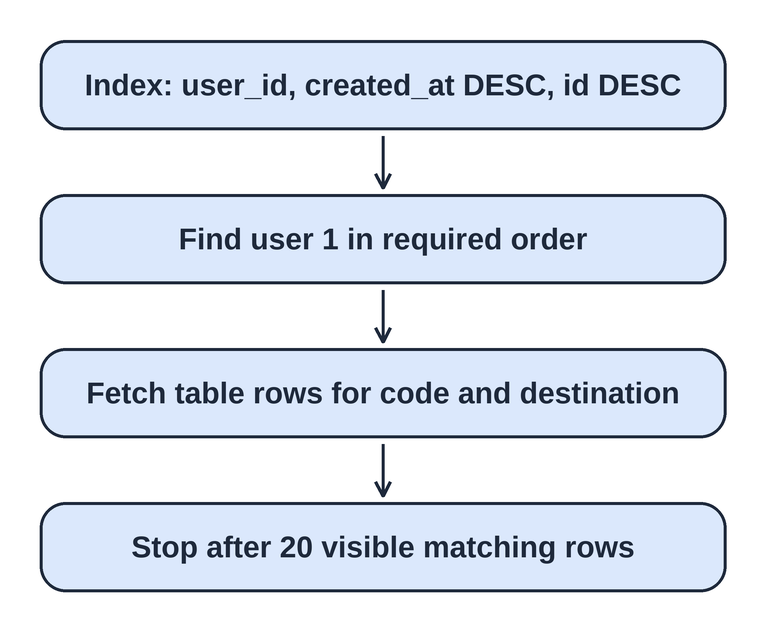 Index: user_id, created_at DESC, id DESC
Find user 1 in required order
Fetch table rows for code and destination
Stop after 20 visible matching rows